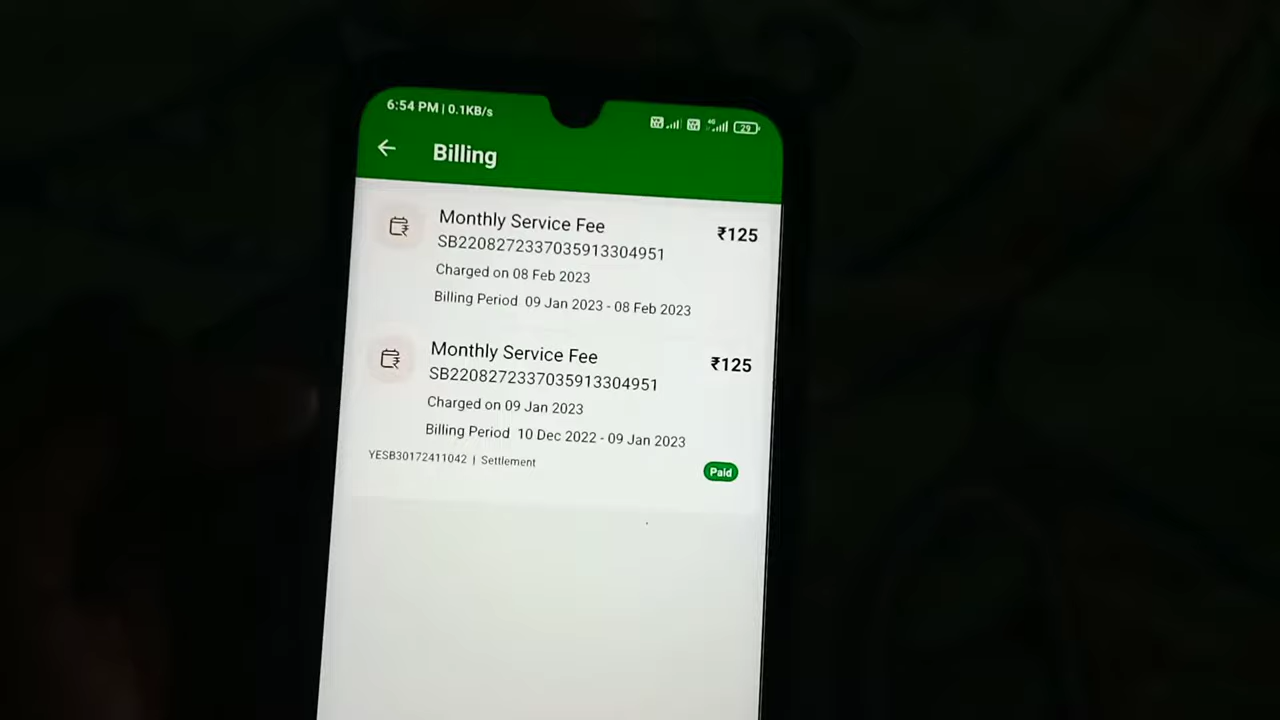 6:54 PM | 0.1KB/s
4G
29
Billing
Monthly Service Fee
₹125
SB2208272337035913304951
Charged on 08 Feb 2023
Billing Period 09 Jan 2023 - 08 Feb 2023
Monthly Service Fee
₹125
SB2208272337035913304951
Charged on 09 Jan 2023
Billing Period 10 Dec 2022 - 09 Jan 2023
YESB30172411042 | Settlement
Paid